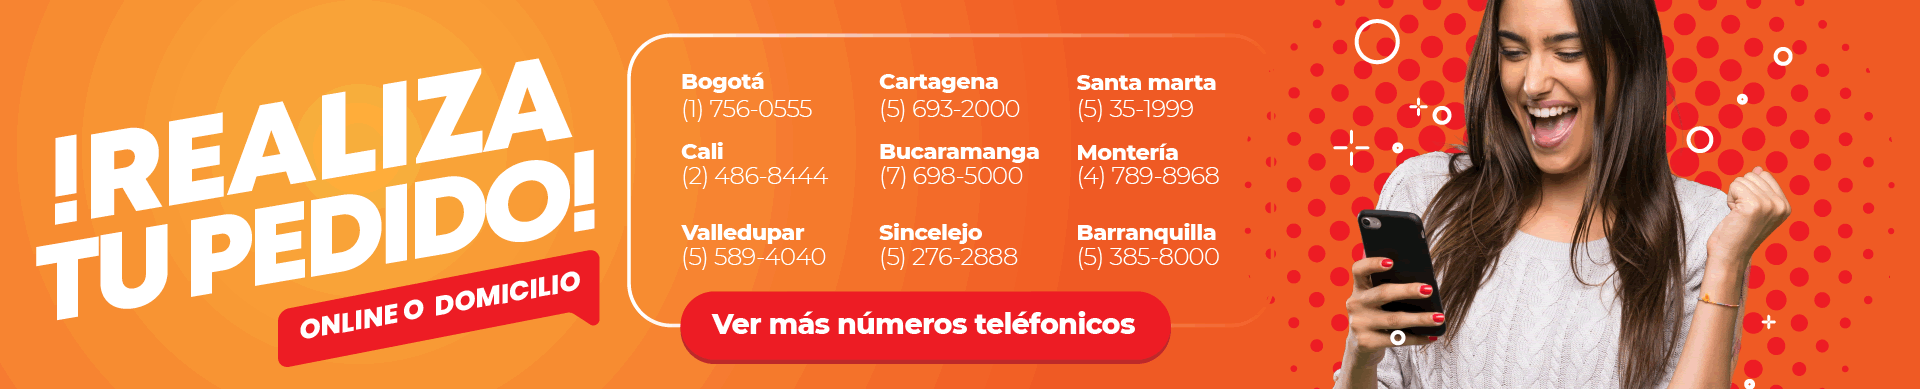 !REALIZA
TU PEDIDO!
ONLINE O DOMICILIO
Bogotá
(1) 756-0555
Cartagena
(5) 693-2000
Santa marta
(5) 35-1999
Cali
(2) 486-8444
Bucaramanga
(7) 698-5000
Montería
(4) 789-8968
Valledupar
(5) 589-4040
Sincelejo
(5) 276-2888
Barranquilla
(5) 385-8000
Ver más números teléfonicos